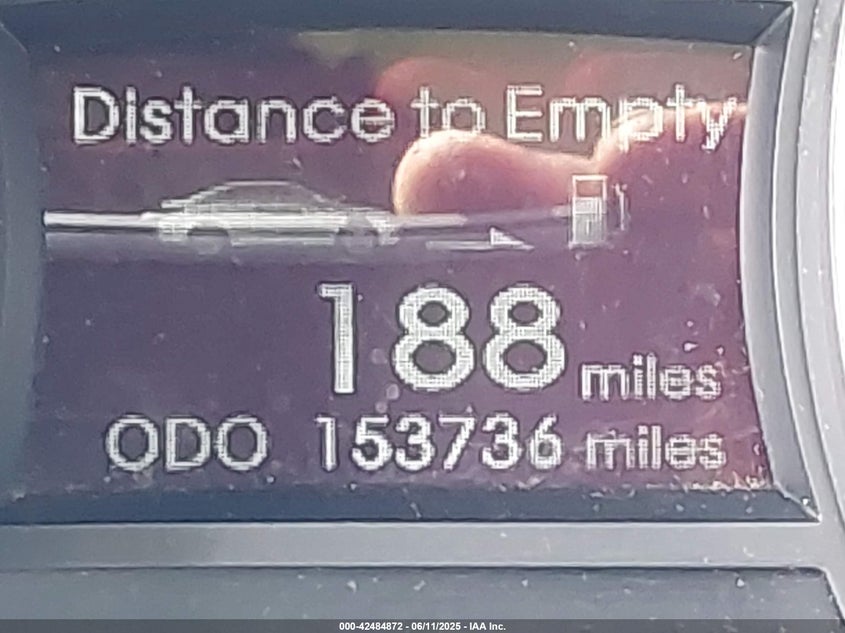 Distance to Empty
188 miles
ODO 153736 miles
000-42484872 - 06/11/2025 - IAA Inc.